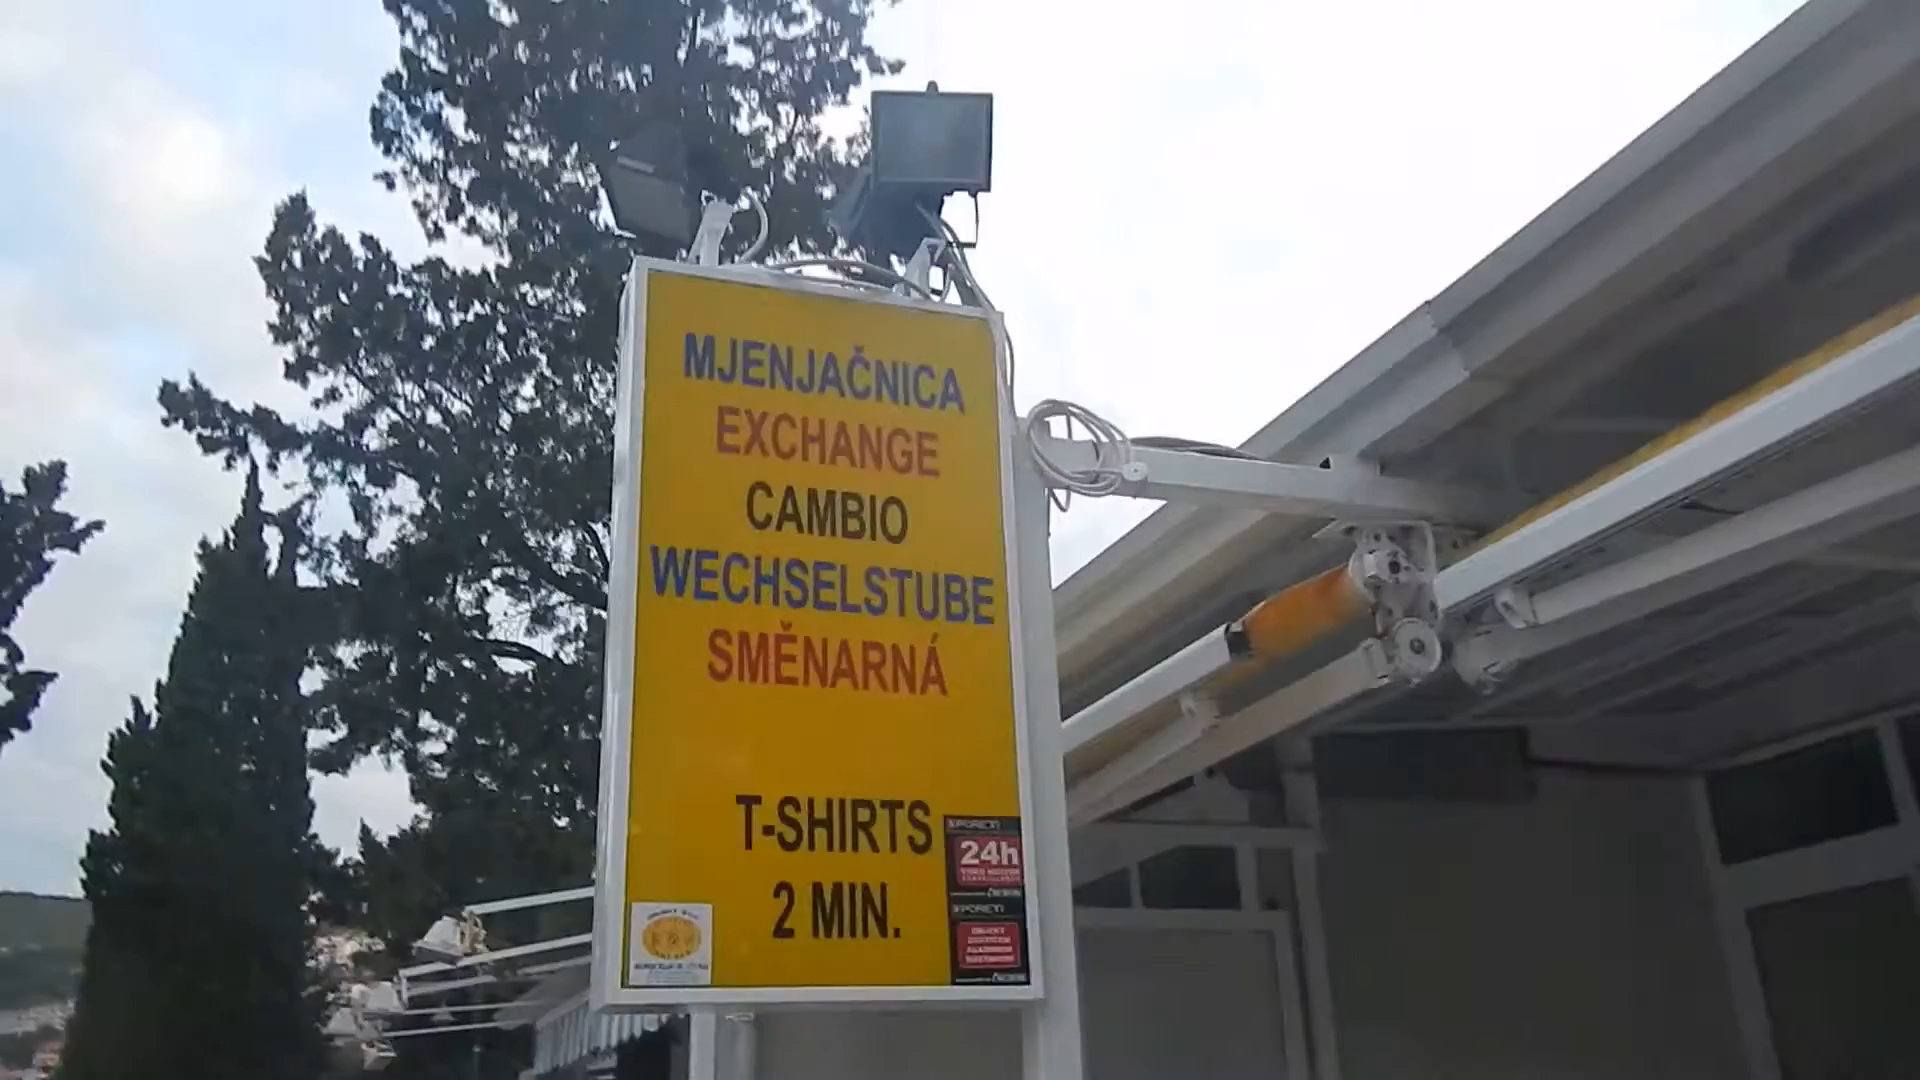 MJENJAČNICA
EXCHANGE
CAMBIO
WECHSELSTUBE
SMĚNARNÁ
T-SHIRTS
2 MIN.
24h